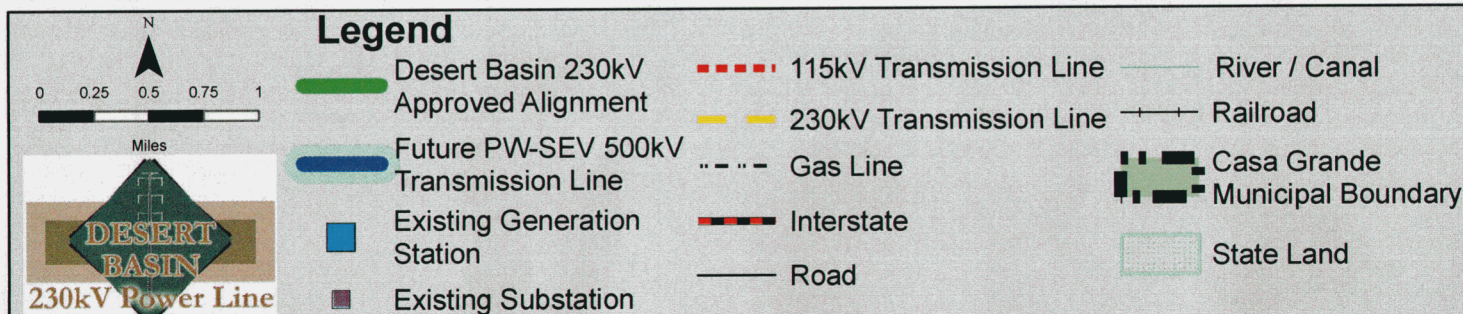 N
0 0.25 0.5 0.75 1
Miles
DESERT
BASIN
230kV Power Line
Legend
Desert Basin 230kV
Approved Alignment
Future PW-SEV 500kV
Transmission Line
Existing Generation
Station
Existing Substation
115kV Transmission Line
230kV Transmission Line
Gas Line
Interstate
Road
River / Canal
Railroad
Casa Grande
Municipal Boundary
State Land